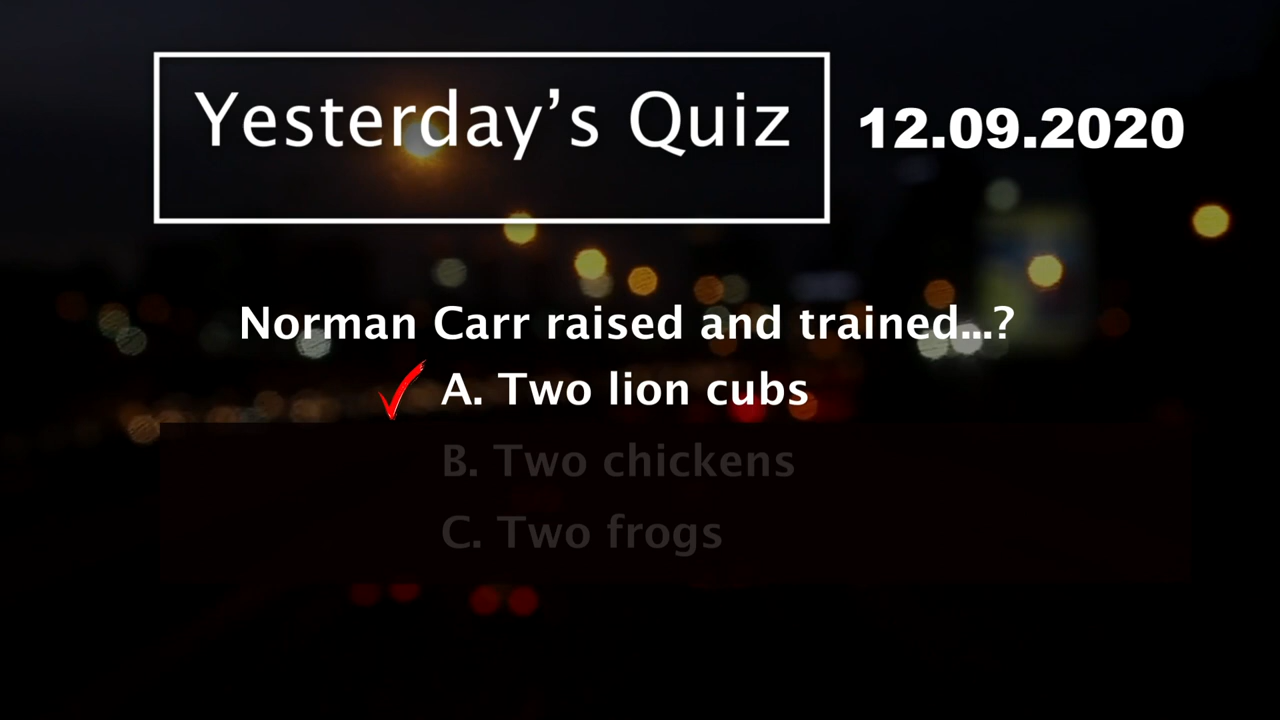 Yesterday’s Quiz
12.09.2020
Norman Carr raised and trained...?
A. Two lion cubs
B. Two chickens
C. Two frogs